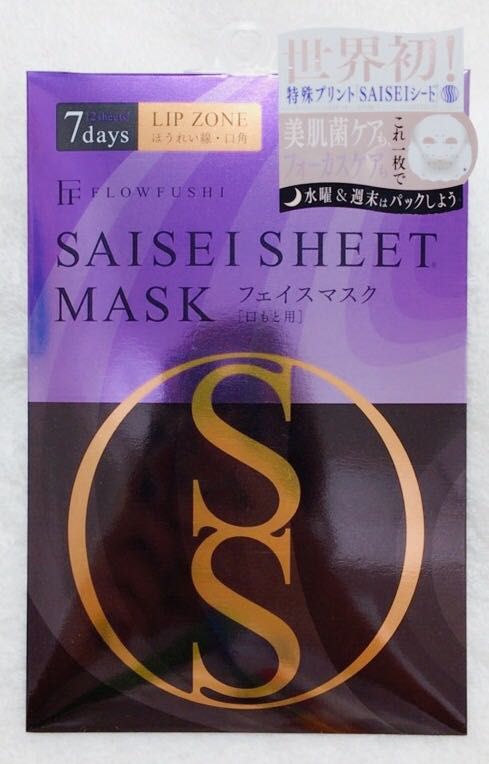 世界初!
特殊プリント SAISEIシート
美肌菌ケアも、
フォーカスケアも
これ一枚で
水曜&週末はパックしよう
7days
[2sheets]
LIP ZONE
ほうれい線・口角
FLOWFUSHI
SAISEI SHEET
MASK フェイスマスク
[口もと用]
SS